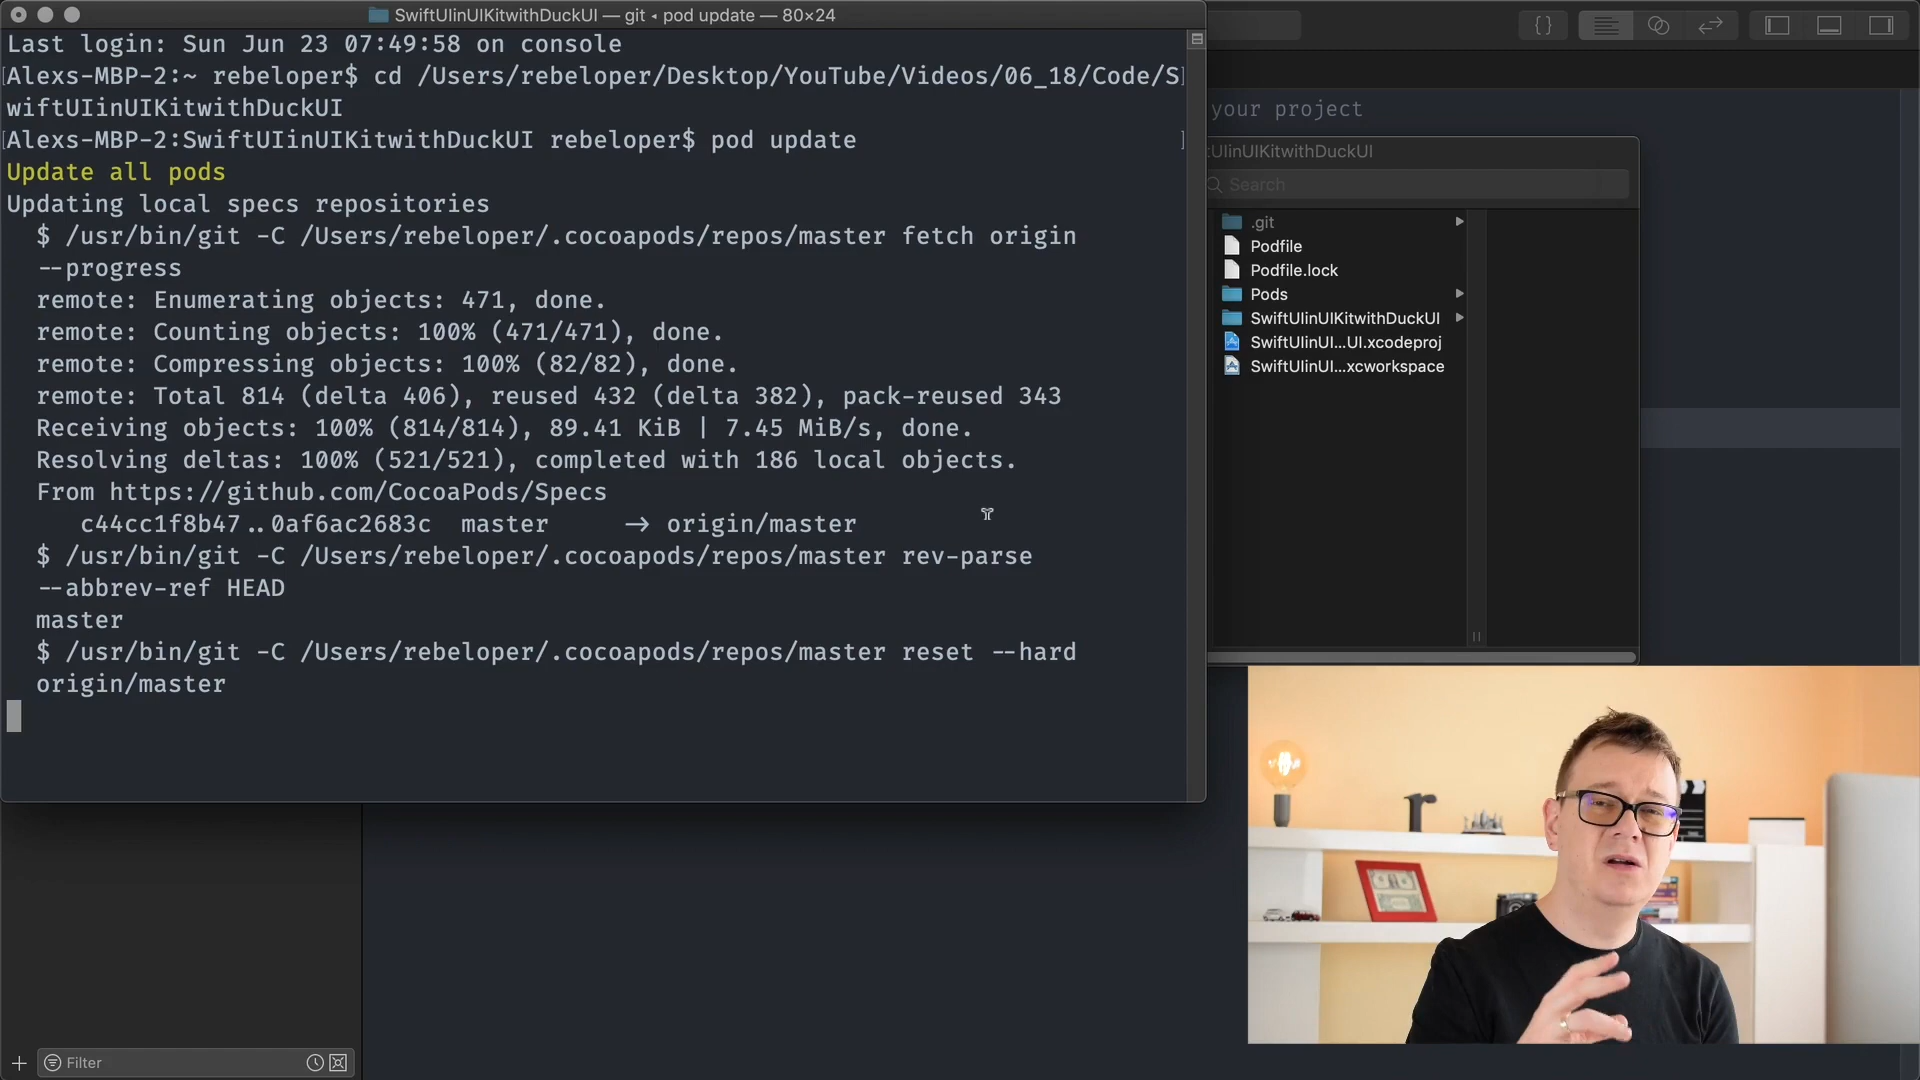 SwiftUIinUIKitwithDuckUI — git ◂ pod update — 80×24
Last login: Sun Jun 23 07:49:58 on console
[Alexs-MBP-2:~ rebeloper$ cd /Users/rebeloper/Desktop/YouTube/Videos/06_18/Code/S]
wiftUIinUIKitwithDuckUI
[Alexs-MBP-2:SwiftUIinUIKitwithDuckUI rebeloper$ pod update ]
Update all pods
Updating local specs repositories
$ /usr/bin/git -C /Users/rebeloper/.cocoapods/repos/master fetch origin
--progress
remote: Enumerating objects: 471, done.
remote: Counting objects: 100% (471/471), done.
remote: Compressing objects: 100% (82/82), done.
remote: Total 814 (delta 406), reused 432 (delta 382), pack-reused 343
Receiving objects: 100% (814/814), 89.41 KiB | 7.45 MiB/s, done.
Resolving deltas: 100% (521/521), completed with 186 local objects.
From https://github.com/CocoaPods/Specs
c44cc1f8b47..0af6ac2683c master -> origin/master
$ /usr/bin/git -C /Users/rebeloper/.cocoapods/repos/master rev-parse
--abbrev-ref HEAD
master
$ /usr/bin/git -C /Users/rebeloper/.cocoapods/repos/master reset --hard
origin/master
{}
your project
tUIinUIKitwithDuckUI
Search
.git
Podfile
Podfile.lock
Pods
SwiftUIinUIKitwithDuckUI
SwiftUIinUI...UI.xcodeproj
SwiftUIinUI...xcworkspace
Filter